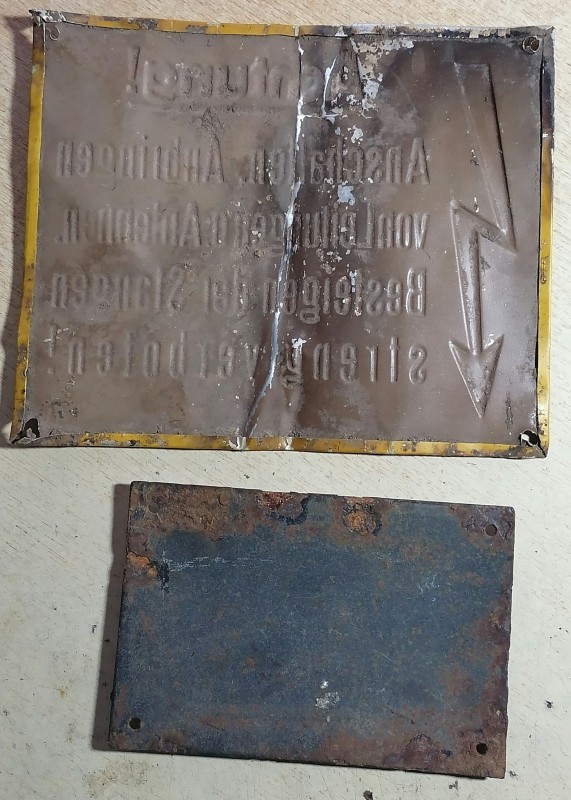 Achtung!
Anschalten, Anbringen
von Leitungen o. Antennen.
Besteigen der Stangen
streng verboten!